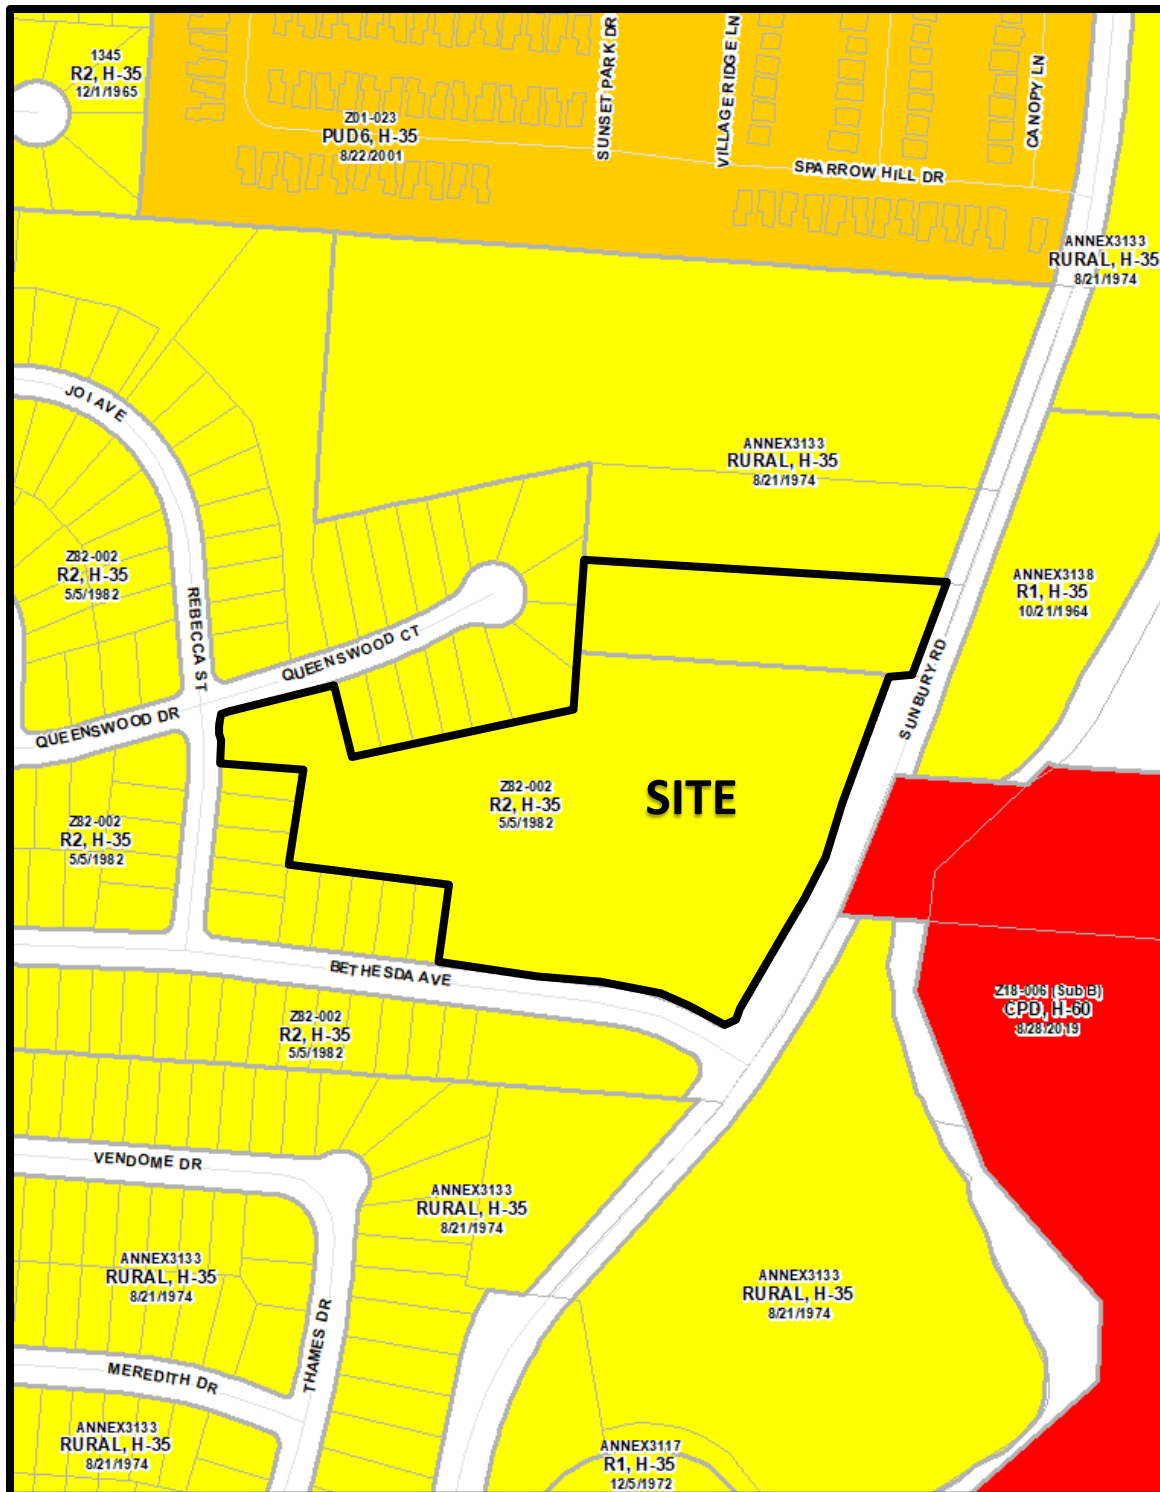 1345
R2, H-35
12/1/1965
Z01-023
PUD6, H-35
8/22/2001
SUNSET PARK DR
VILLAGE RIDGE LN
CANOPY LN
SPARROW HILL DR
ANNEX3133
RURAL, H-35
8/21/1974
JOI AVE
ANNEX3133
RURAL, H-35
8/21/1974
Z82-002
R2, H-35
5/5/1982
REBECCA ST
ANNEX3138
R1, H-35
10/21/1964
QUEENSWOOD CT
SUNBURY RD
QUEENSWOOD DR
Z82-002
R2, H-35
5/5/1982
SITE
Z82-002
R2, H-35
5/5/1982
BETHESDA AVE
Z18-006 (Sub B)
CPD, H-60
8/28/2019
Z82-002
R2, H-35
5/5/1982
VENDOME DR
ANNEX3133
RURAL, H-35
8/21/1974
ANNEX3133
RURAL, H-35
8/21/1974
ANNEX3133
RURAL, H-35
8/21/1974
THAMES DR
MEREDITH DR
ANNEX3133
RURAL, H-35
8/21/1974
ANNEX3117
R1, H-35
12/5/1972